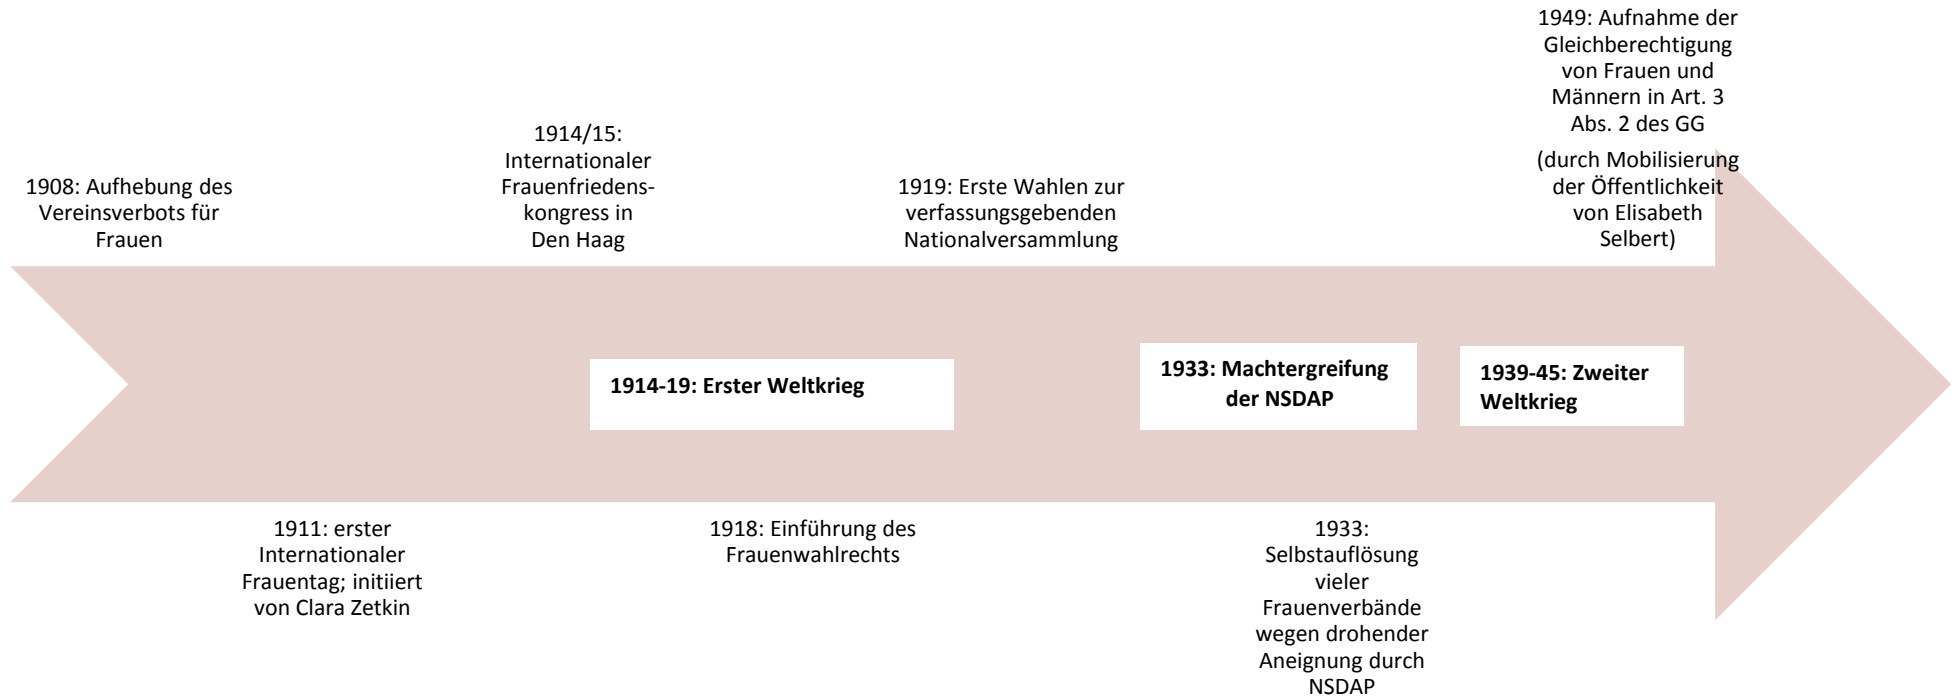 1908: Aufhebung des
Vereinsverbots für
Frauen
1914/15:
Internationaler
Frauenfriedens-
kongress in
Den Haag
1919: Erste Wahlen zur
verfassungsgebenden
Nationalversammlung
1949: Aufnahme der
Gleichberechtigung
von Frauen und
Männern in Art. 3
Abs. 2 des GG
(durch Mobilisierung
der Öffentlichkeit
von Elisabeth
Selbert)
1914-19: Erster Weltkrieg
1933: Machtergreifung
der NSDAP
1939-45: Zweiter
Weltkrieg
1911: erster
Internationaler
Frauentag; initiiert
von Clara Zetkin
1918: Einführung des
Frauenwahlrechts
1933:
Selbstauflösung
vieler
Frauenverbände
wegen drohender
Aneignung durch
NSDAP